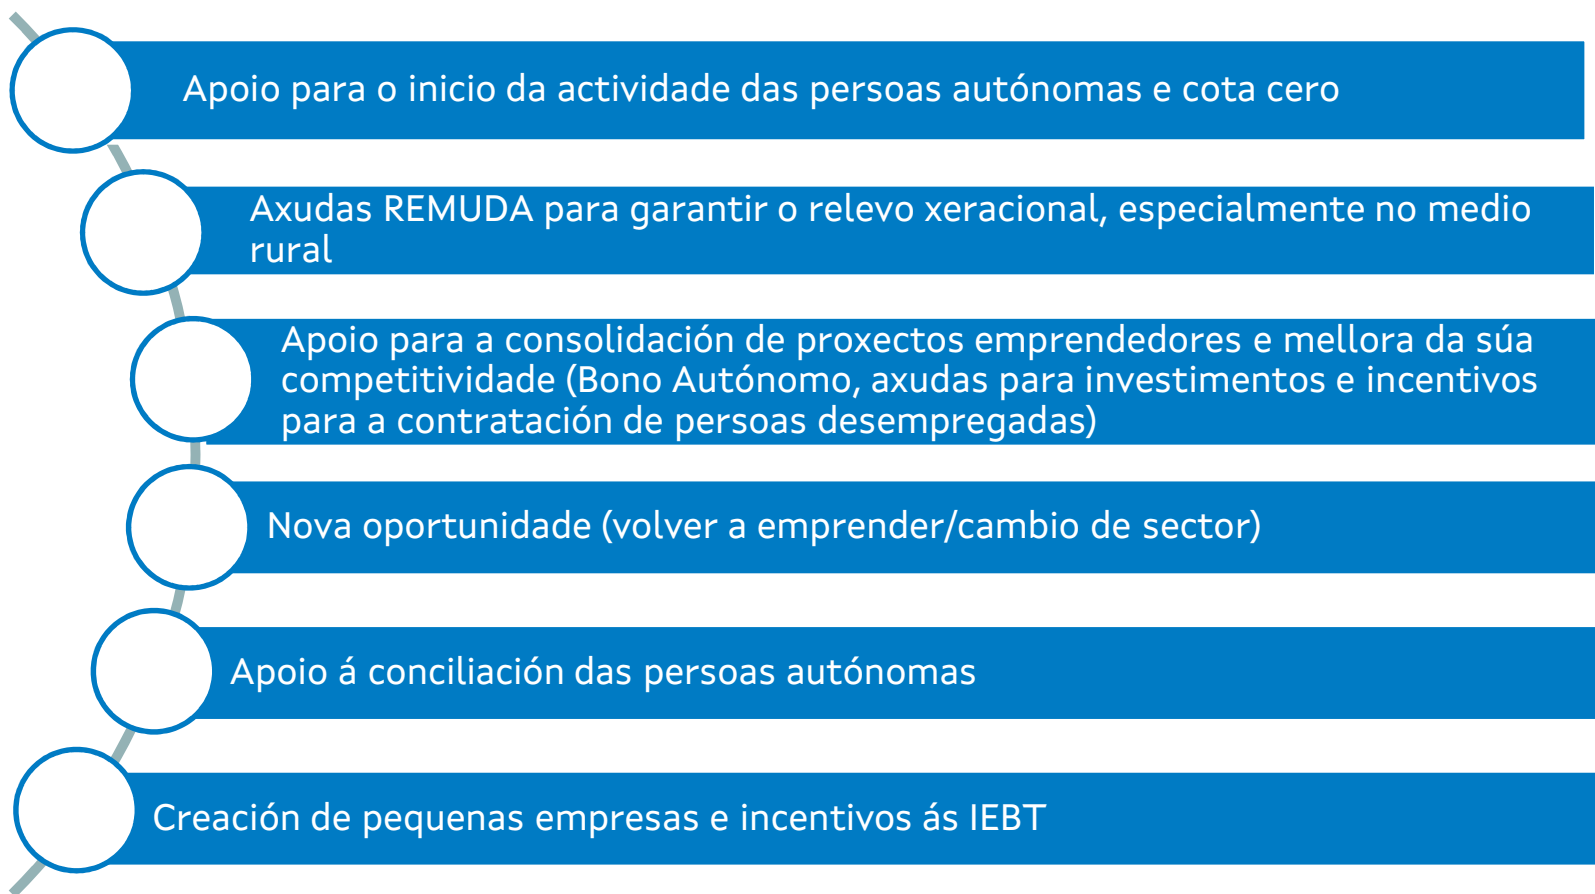 Apoio para o inicio da actividade das persoas autónomas e cota cero
Axudas REMUDA para garantir o relevo xeracional, especialmente no medio
rural
Apoio para a consolidación de proxectos emprendedores e mellora da súa
competitividade (Bono Autónomo, axudas para investimentos e incentivos
para a contratación de persoas desempregadas)
Nova oportunidade (volver a emprender/cambio de sector)
Apoio á conciliación das persoas autónomas
Creación de pequenas empresas e incentivos ás IEBT